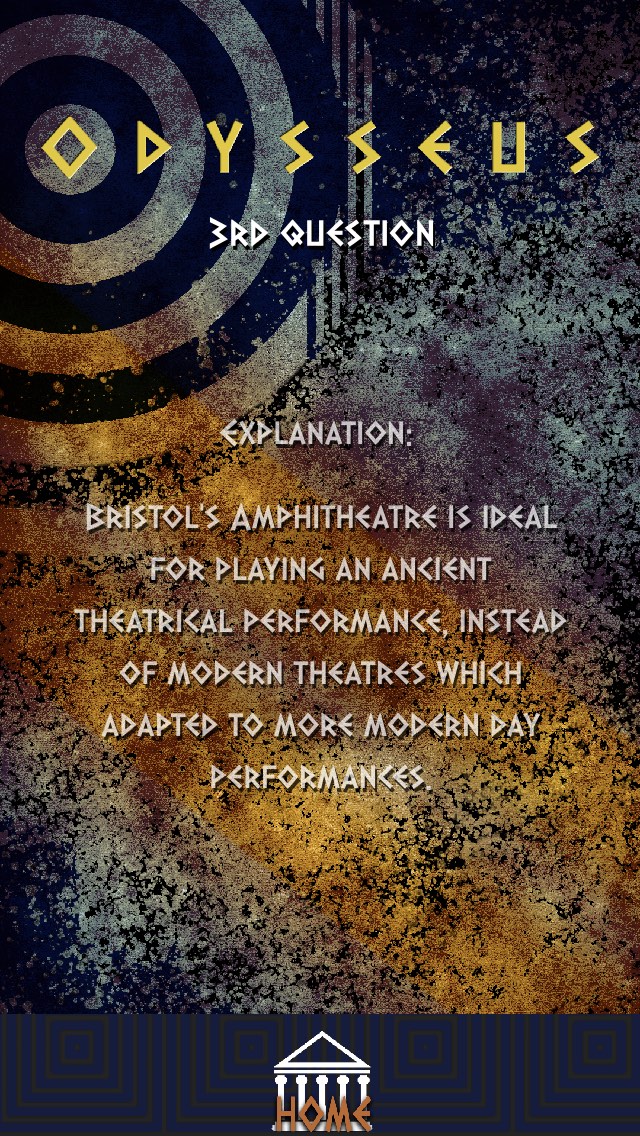 ODYSSEUS
3RD QUESTION
EXPLANATION:
BRISTOL'S AMPHITHEATRE IS IDEAL
FOR PLAYING AN ANCIENT
THEATRICAL PERFORMANCE, INSTEAD
OF MODERN THEATRES WHICH
ADAPTED TO MORE MODERN DAY
PERFORMANCES.
HOME